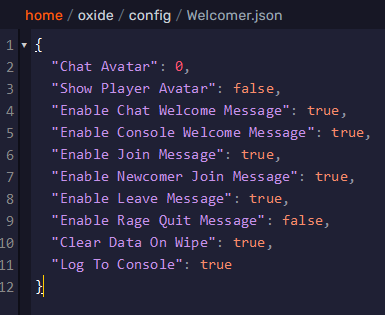 home / oxide / config / Welcomer.json
1 {
2 "Chat Avatar": 0,
3 "Show Player Avatar": false,
4 "Enable Chat Welcome Message": true,
5 "Enable Console Welcome Message": true,
6 "Enable Join Message": true,
7 "Enable Newcomer Join Message": true,
8 "Enable Leave Message": true,
9 "Enable Rage Quit Message": false,
10 "Clear Data On Wipe": true,
11 "Log To Console": true
12 }